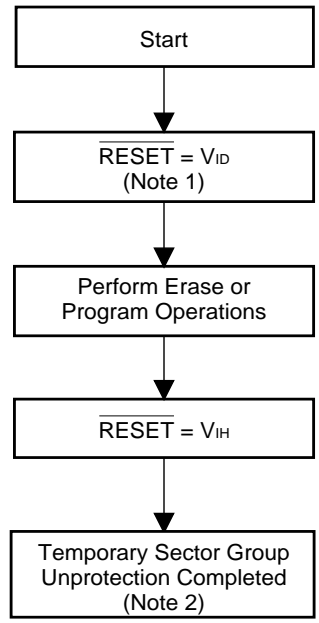 Start
RESET = VID
(Note 1)
Perform Erase or
Program Operations
RESET = VIH
Temporary Sector Group
Unprotection Completed
(Note 2)